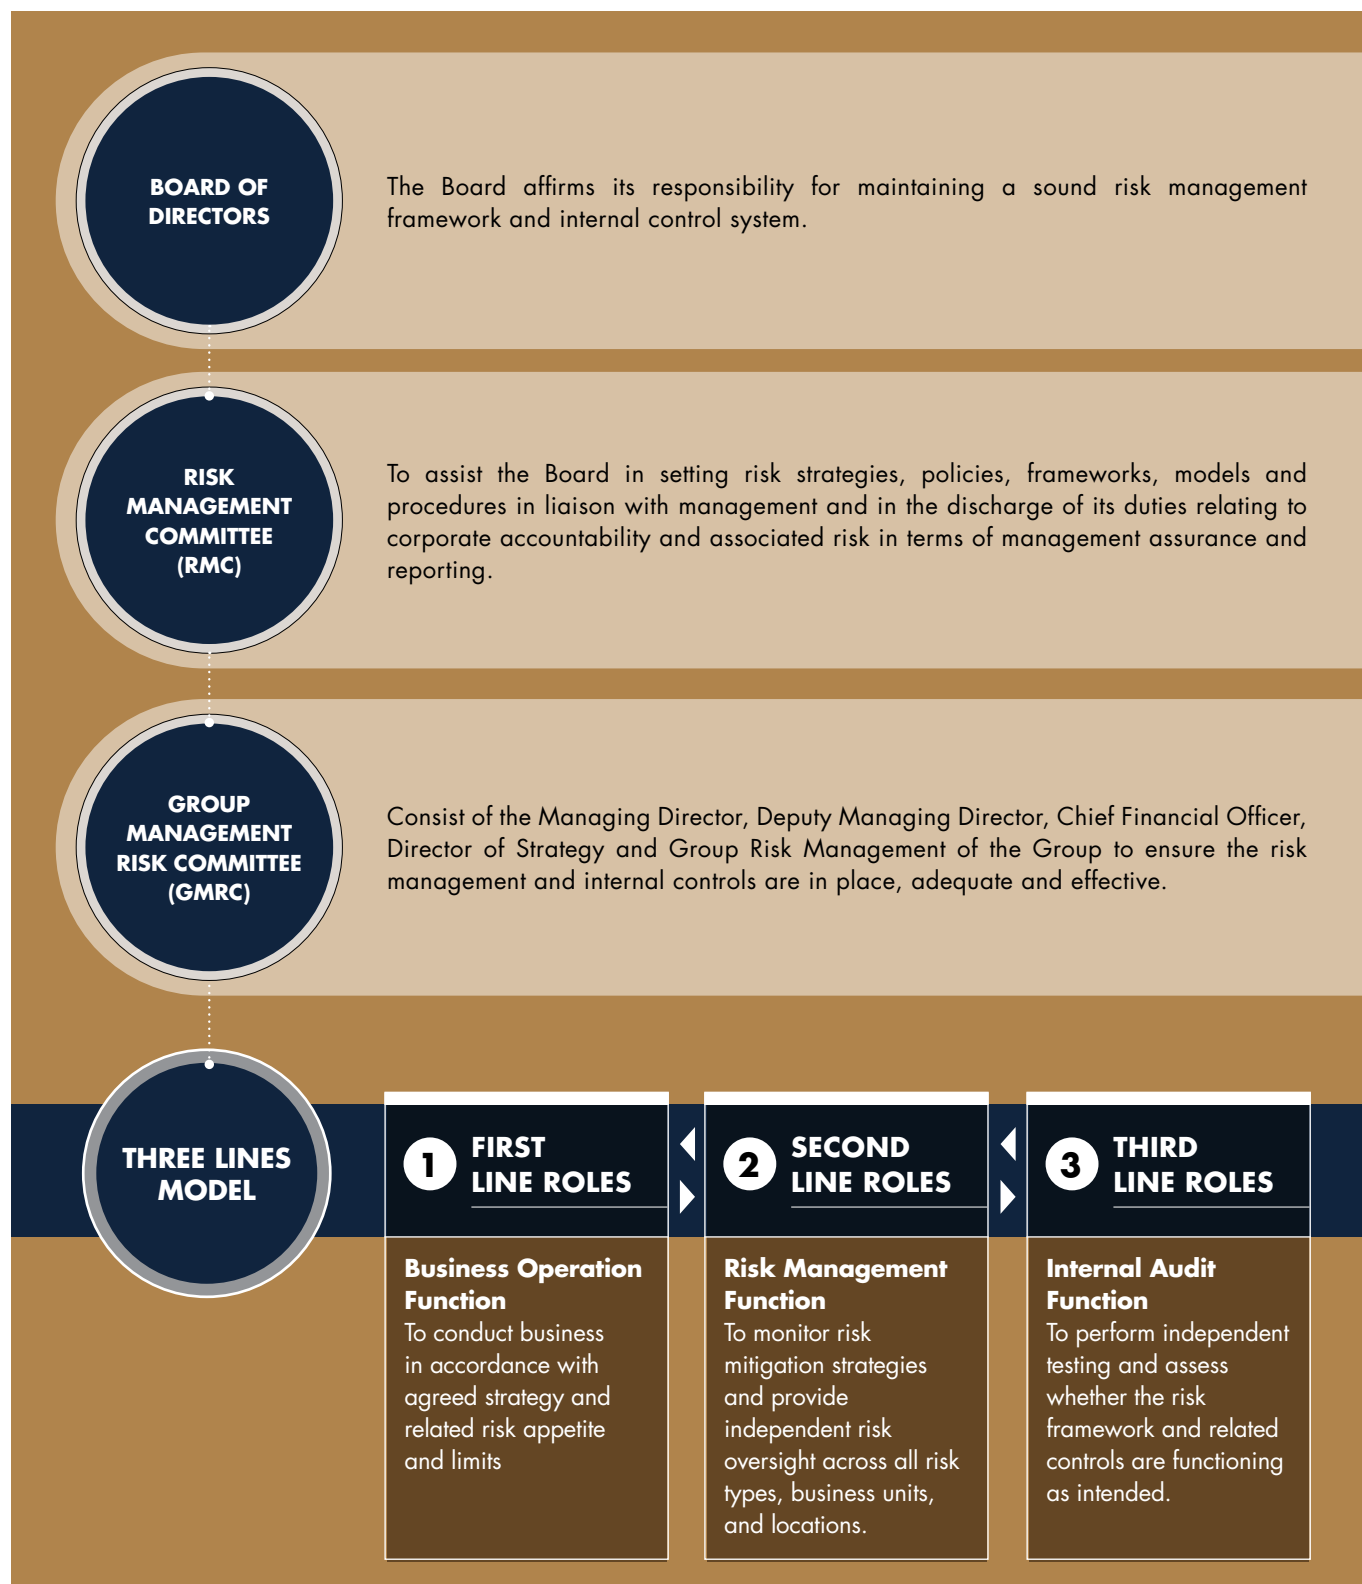 BOARD OF
DIRECTORS
The Board affirms its responsibility for maintaining a sound risk management
framework and internal control system.
RISK
MANAGEMENT
COMMITTEE
(RMC)
To assist the Board in setting risk strategies, policies, frameworks, models and
procedures in liaison with management and in the discharge of its duties relating to
corporate accountability and associated risk in terms of management assurance and
reporting.
GROUP
MANAGEMENT
RISK COMMITTEE
(GMRC)
Consist of the Managing Director, Deputy Managing Director, Chief Financial Officer,
Director of Strategy and Group Risk Management of the Group to ensure the risk
management and internal controls are in place, adequate and effective.
THREE LINES
MODEL
1
FIRST
LINE ROLES
Business Operation
Function
To conduct business
in accordance with
agreed strategy and
related risk appetite
and limits
2
SECOND
LINE ROLES
Risk Management
Function
To monitor risk
mitigation strategies
and provide
independent risk
oversight across all risk
types, business units,
and locations.
3
THIRD
LINE ROLES
Internal Audit
Function
To perform independent
testing and assess
whether the risk
framework and related
controls are functioning
as intended.